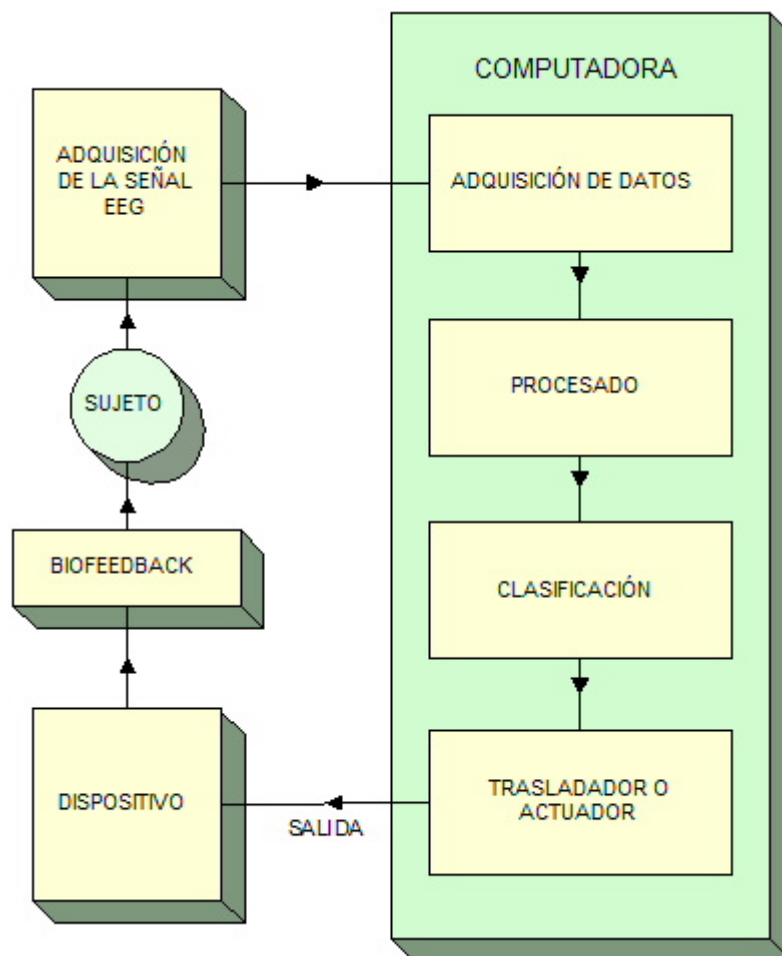 COMPUTADORA
ADQUISICIÓN
DE LA SEÑAL
EEG
ADQUISICIÓN DE DATOS
PROCESADO
SUJETO
BIOFEEDBACK
CLASIFICACIÓN
DISPOSITIVO
SALIDA
TRASLADADOR O
ACTUADOR